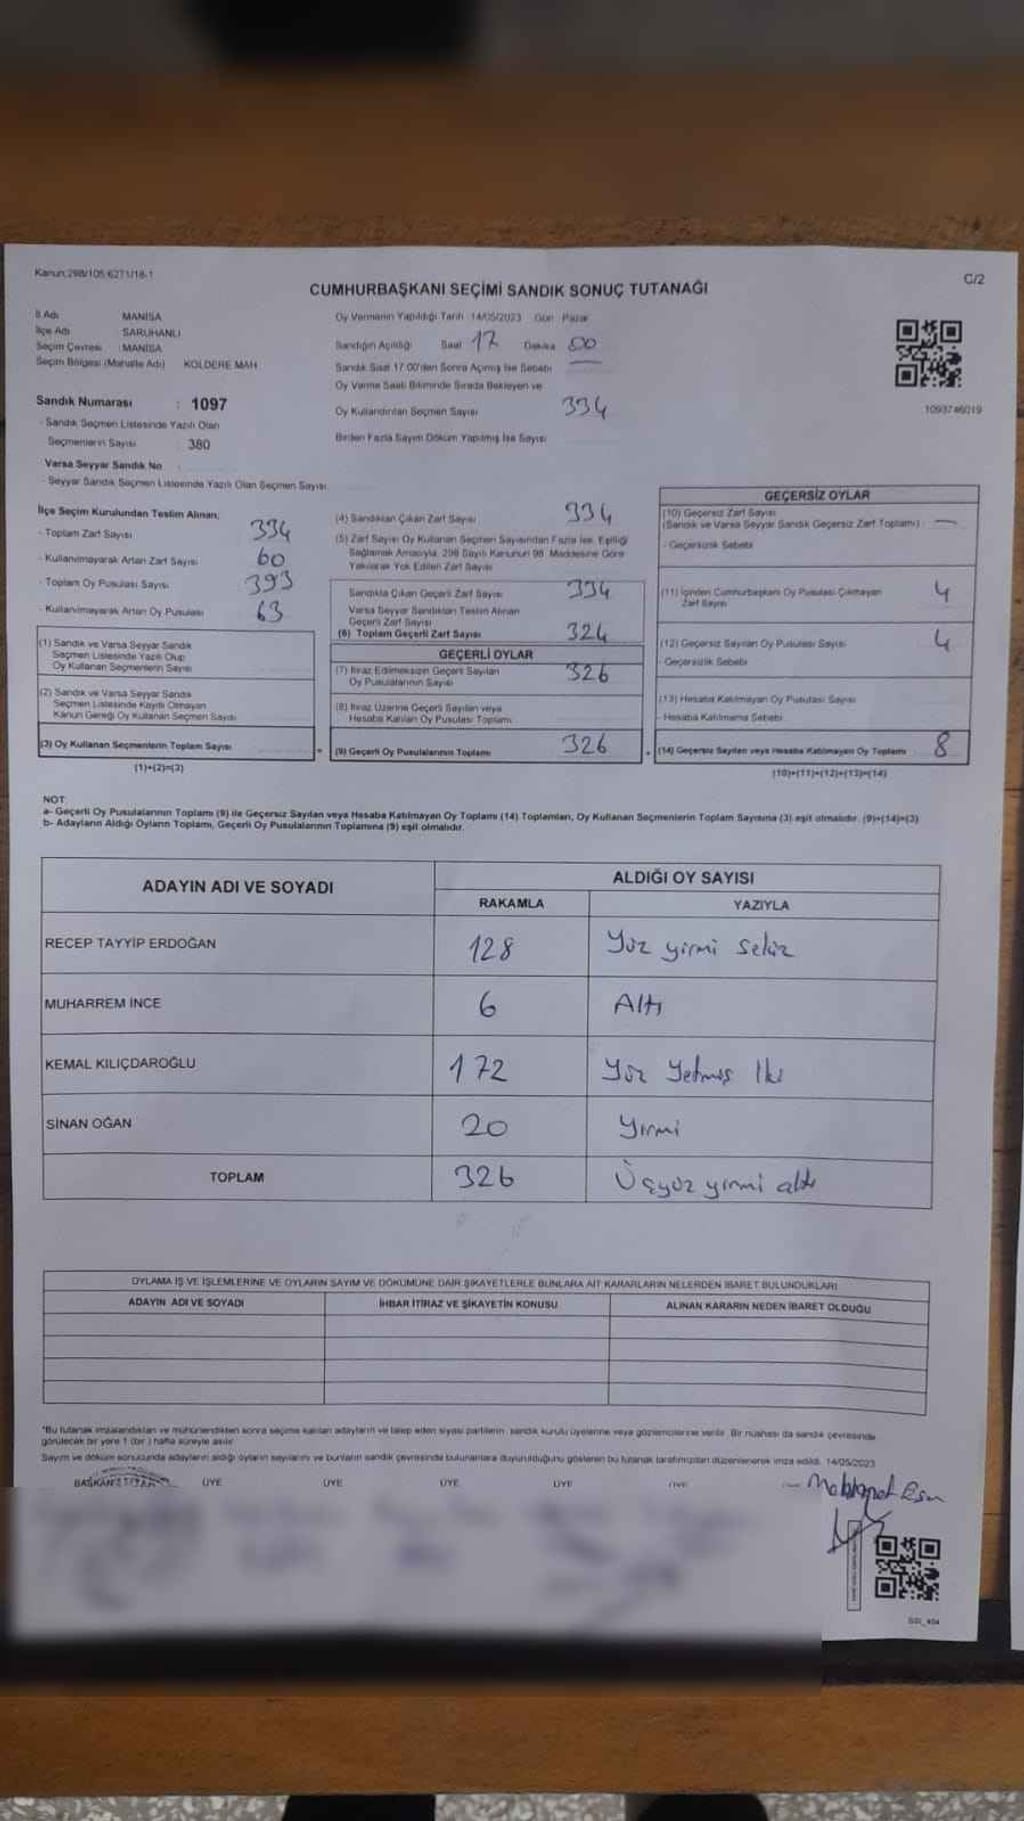 Kanun:298/105;6271/18-1
C/2
CUMHURBAŞKANI SEÇİMİ SANDIK SONUÇ TUTANAĞI
İl Adı MANİSA
İlçe Adı SARUHANLI
Seçim Çevresi : MANİSA
Seçim Bölgesi (Mahalle Adı) KOLDERE MAH
Sandık Numarası : 1097
- Sandık Seçmen Listesinde Yazılı Olan
Seçmenlerin Sayısı : 380
Varsa Seyyar Sandık No
- Seyyar Sandık Seçmen Listesinde Yazılı Olan Seçmen Sayısı
Oy Vermenin Yapıldığı Tarih :14/05/2023 Gün : Pazar
Sandığın Açıldığı Saat 17 Dakika 00
Sandık Saat 17:00'den Sonra Açılmış İse Sebebi
Oy Verme Saati Bitiminde Sırada Bekleyen ve
Oy Kullandırılan Seçmen Sayısı 334
Birden Fazla Sayım Döküm Yapılmış İse Sayısı
1093746019
İlçe Seçim Kurulundan Teslim Alınan;
- Toplam Zarf Sayısı 334
- Kullanılmayarak Artan Zarf Sayısı 60
- Toplam Oy Pusulası Sayısı 393
- Kullanılmayarak Artan Oy Pusulası 63
(1) Sandık ve Varsa Seyyar Sandık
Seçmen Listesinde Yazılı Olup
Oy Kullanan Seçmenlerin Sayısı
(2) Sandık ve Varsa Seyyar Sandık
Seçmen Listesinde Kayıtlı Olmayan
Kanun Gereği Oy Kullanan Seçmen Sayısı
(3) Oy Kullanan Seçmenlerin Toplam Sayısı
(1)+(2)=(3)
(4) Sandıktan Çıkan Zarf Sayısı 334
(5) Zarf Sayısı Oy Kullanan Seçmen Sayısından Fazla İse, Eşitliği
Sağlamak Amacıyla, 298 Sayılı Kanunun 98. Maddesine Göre
Yakılarak Yok Edilen Zarf Sayısı
Sandıkta Çıkan Geçerli Zarf Sayısı 334
Varsa Seyyar Sandıktan Teslim Alınan
Geçerli Zarf Sayısı
(6) Toplam Geçerli Zarf Sayısı 324
GEÇERLİ OYLAR
(7) İtiraz Edilmeksizin Geçerli Sayılan
Oy Pusulalarının Sayısı 326
(8) İtiraz Üzerine Geçerli Sayılan veya
Hesaba Katılan Oy Pusulası Toplamı
(9) Geçerli Oy Pusulalarının Toplamı 326
GEÇERSİZ OYLAR
(10) Geçersiz Zarf Sayısı
(Sandık ve Varsa Seyyar Sandık Geçersiz Zarf Toplamı) —
- Geçersizlik Sebebi
(11) İçinden Cumhurbaşkanı Oy Pusulası Çıkmayan
Zarf Sayısı 4
(12) Geçersiz Sayılan Oy Pusulası Sayısı 4
- Geçersizlik Sebebi
(13) Hesaba Katılmayan Oy Pusulası Sayısı
- Hesaba Katılmama Sebebi
(14) Geçersiz Sayılan veya Hesaba Katılmayan Oy Toplamı 8
(10)+(11)+(12)+(13)=(14)
NOT:
a- Geçerli Oy Pusulalarının Toplamı (9) ile Geçersiz Sayılan veya Hesaba Katılmayan Oy Toplamı (14) Toplamları, Oy Kullanan Seçmenlerin Toplam Sayısına (3) eşit olmalıdır. (9)+(14)=(3)
b- Adayların Aldığı Oyların Toplamı, Geçerli Oy Pusulalarının Toplamına (9) eşit olmalıdır.
ADAYIN ADI VE SOYADI ALDIĞI OY SAYISI
RAKAMLA YAZIYLA
RECEP TAYYİP ERDOĞAN 128 Yüz yirmi sekiz
MUHARREM İNCE 6 Altı
KEMAL KILIÇDAROĞLU 172 Yüz Yetmiş İki
SİNAN OĞAN 20 Yirmi
TOPLAM 326 Üçyüz yirmi altı
OYLAMA İŞ VE İŞLEMLERİNE VE OYLARIN SAYIM VE DÖKÜMÜNE DAİR ŞİKAYETLERLE BUNLARA AİT KARARLARIN NELERDEN İBARET BULUNDUKLARI
ADAYIN ADI VE SOYADI İHBAR İTİRAZ VE ŞİKAYETİN KONUSU ALINAN KARARIN NEDEN İBARET OLDUĞU
*Bu tutanak imzalandıktan ve mühürlendikten sonra seçime katılan adayların ve talep eden siyasi partilerin sandık kurulu üyelerine veya gözlemcilerine verilir. Bir nüshası da sandık çevresinde
görülecek bir yere 1 (bir) hafta süreyle asılır.
Sayım ve döküm sonucunda adayların aldığı oyların sayılarını ve bunların sandık çevresinde bulunanlara duyurulduğunu gösteren bu tutanak tarafımızdan düzenlenerek imza edildi. 14/05/2023
BAŞKAN ÜYE ÜYE ÜYE ÜYE ÜYE